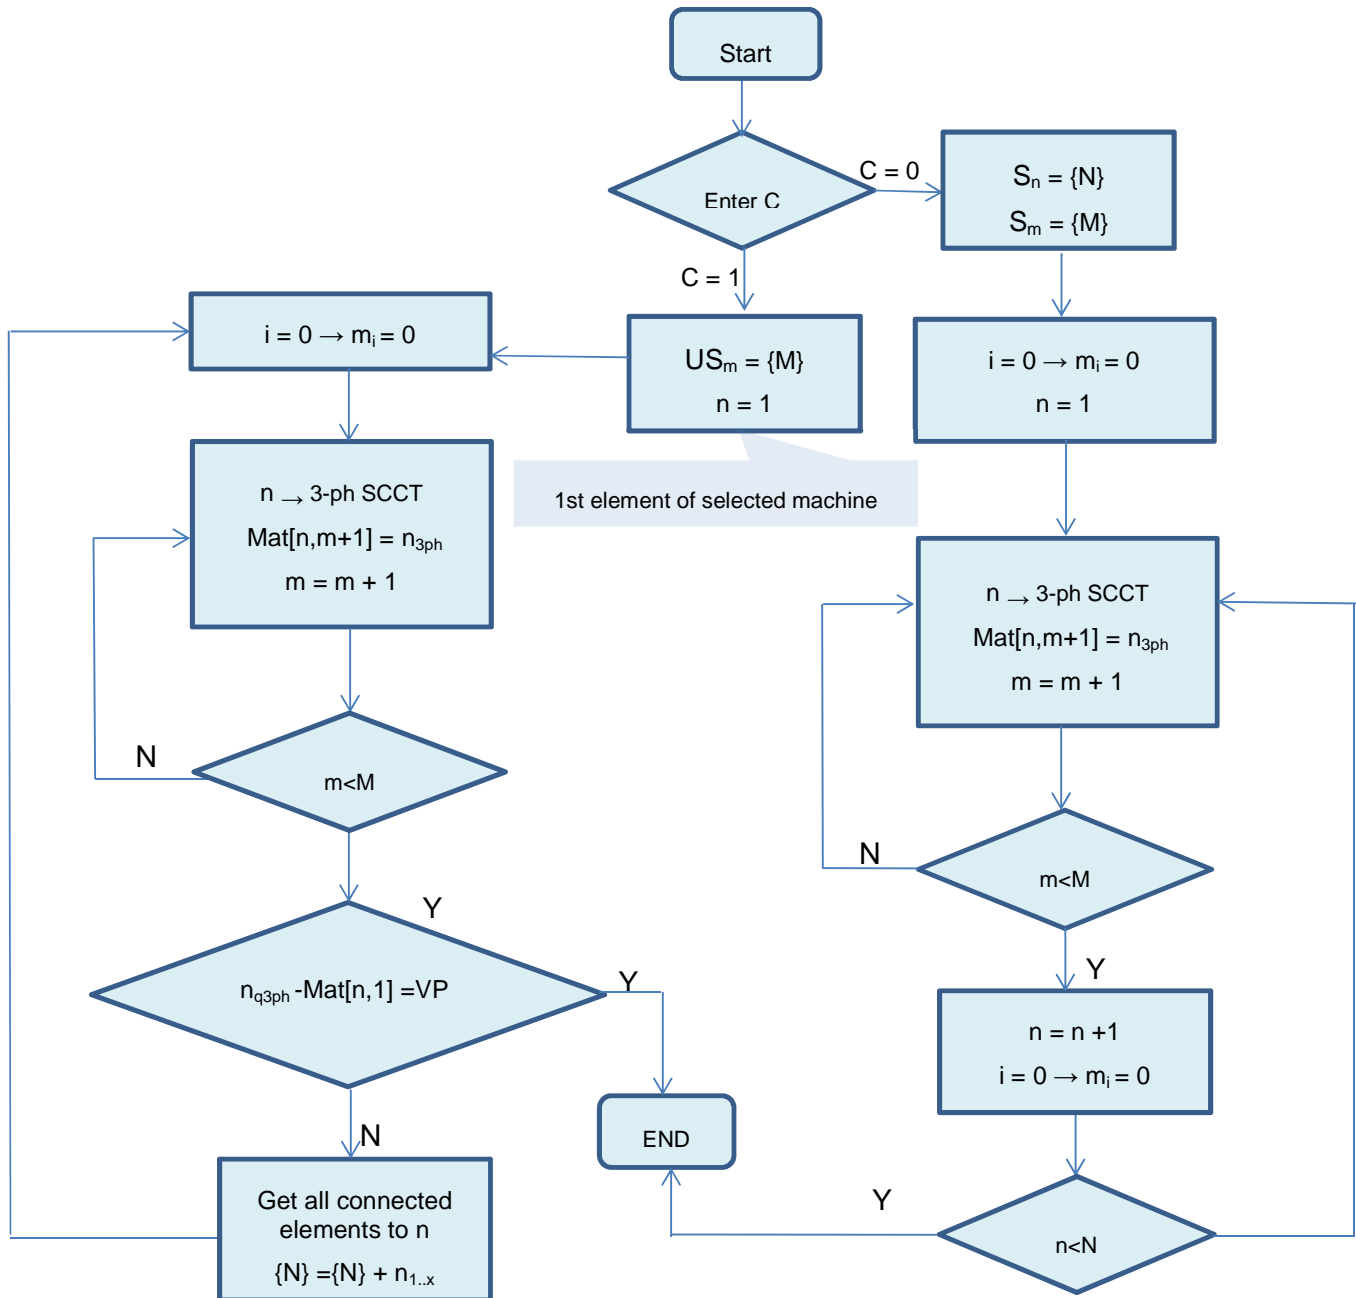 Start
Enter C
C = 0
Sn = {N}
Sm = {M}
C = 1
i = 0 → mi = 0
USm = {M}
n = 1
i = 0 → mi = 0
n = 1
1st element of selected machine
n → 3-ph SCCT
Mat[n,m+1] = n3ph
m = m + 1
n → 3-ph SCCT
Mat[n,m+1] = n3ph
m = m + 1
N
m<M
N
m<M
Y
Y
nq3ph -Mat[n,1] =VP
Y
n = n +1
i = 0 → mi = 0
END
N
Get all connected
elements to n
{N} ={N} + n1..x
Y
n<N